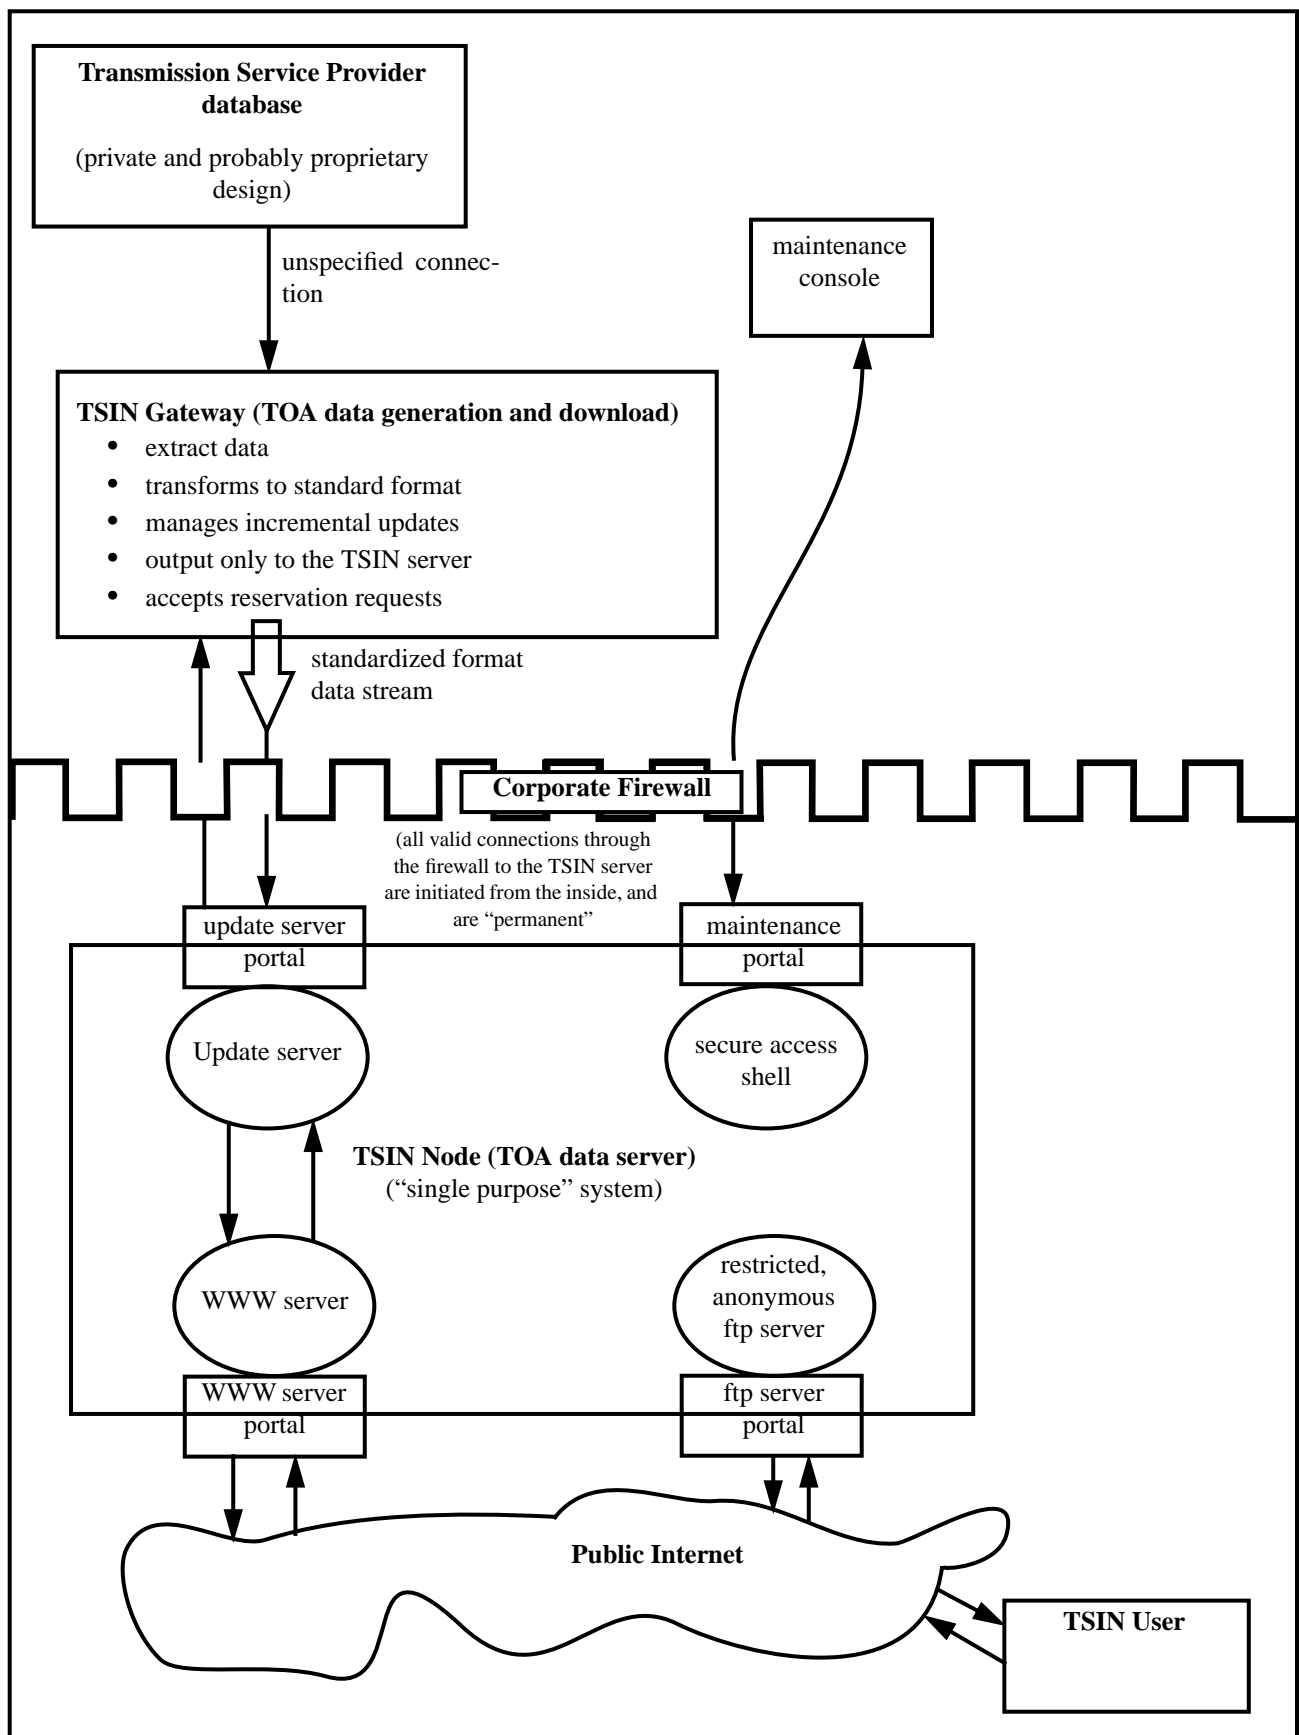 Transmission Service Provider
database
(private and probably proprietary
design)
unspecified connec-
tion
maintenance
console
TSIN Gateway (TOA data generation and download)
• extract data
• transforms to standard format
• manages incremental updates
• output only to the TSIN server
• accepts reservation requests
standardized format
data stream
Corporate Firewall
(all valid connections through
the firewall to the TSIN server
are initiated from the inside, and
are “permanent”
update server
portal
maintenance
portal
Update server
secure access
shell
TSIN Node (TOA data server)
(“single purpose” system)
WWW server
restricted,
anonymous
ftp server
WWW server
portal
ftp server
portal
Public Internet
TSIN User